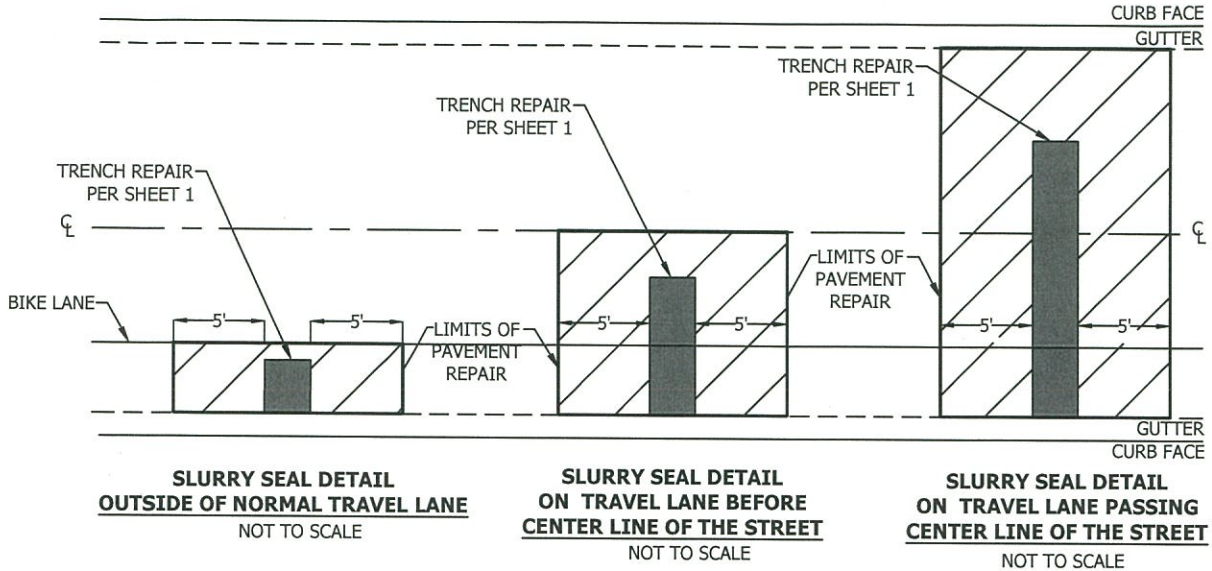 CURB FACE
GUTTER
TRENCH REPAIR
PER SHEET 1
TRENCH REPAIR
PER SHEET 1
TRENCH REPAIR
PER SHEET 1
℄
℄
BIKE LANE
5'
5'
LIMITS OF
PAVEMENT
REPAIR
5'
5'
LIMITS OF
PAVEMENT
REPAIR
5'
5'
GUTTER
CURB FACE
SLURRY SEAL DETAIL
OUTSIDE OF NORMAL TRAVEL LANE
NOT TO SCALE
SLURRY SEAL DETAIL
ON TRAVEL LANE BEFORE
CENTER LINE OF THE STREET
NOT TO SCALE
SLURRY SEAL DETAIL
ON TRAVEL LANE PASSING
CENTER LINE OF THE STREET
NOT TO SCALE